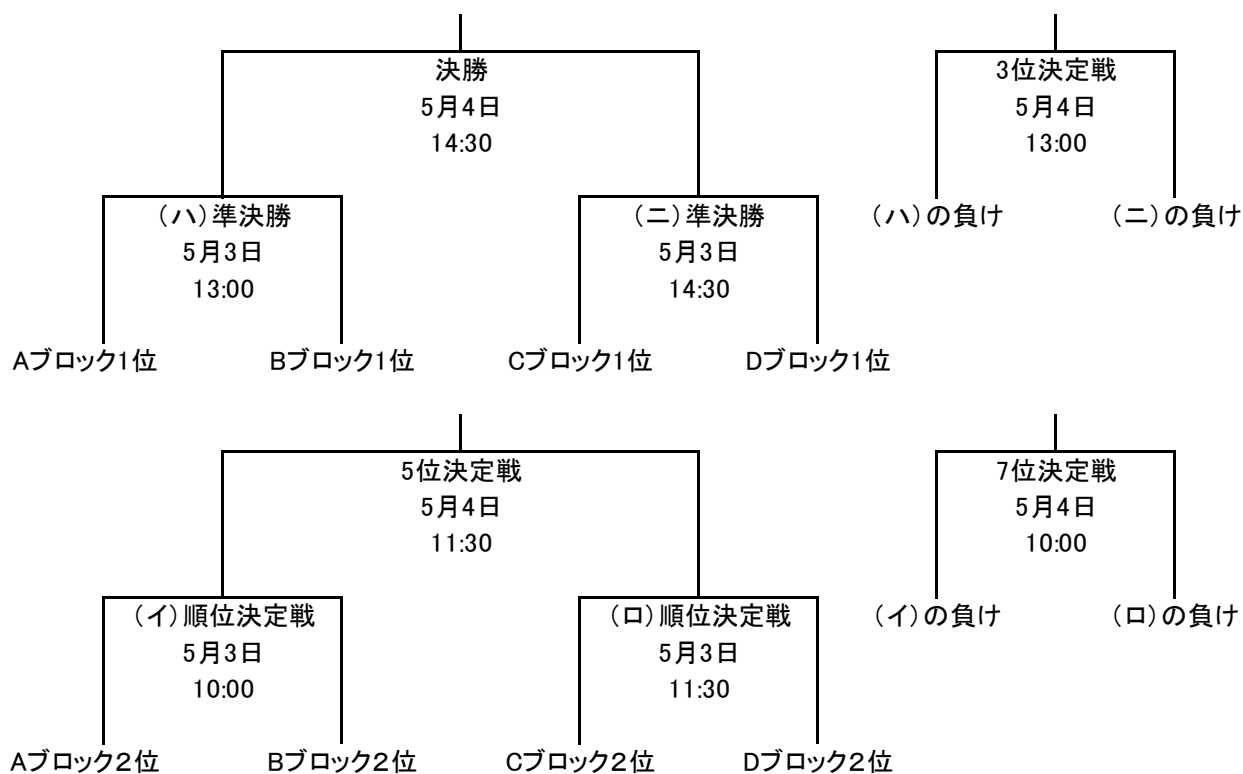 決勝
5月4日
14:30
3位決定戦
5月4日
13:00
(ハ)準決勝
5月3日
13:00
(ニ)準決勝
5月3日
14:30
(ハ)の負け
(ニ)の負け
Aブロック1位
Bブロック1位
Cブロック1位
Dブロック1位
5位決定戦
5月4日
11:30
7位決定戦
5月4日
10:00
(イ)順位決定戦
5月3日
10:00
(ロ)順位決定戦
5月3日
11:30
(イ)の負け
(ロ)の負け
Aブロック2位
Bブロック2位
Cブロック2位
Dブロック2位